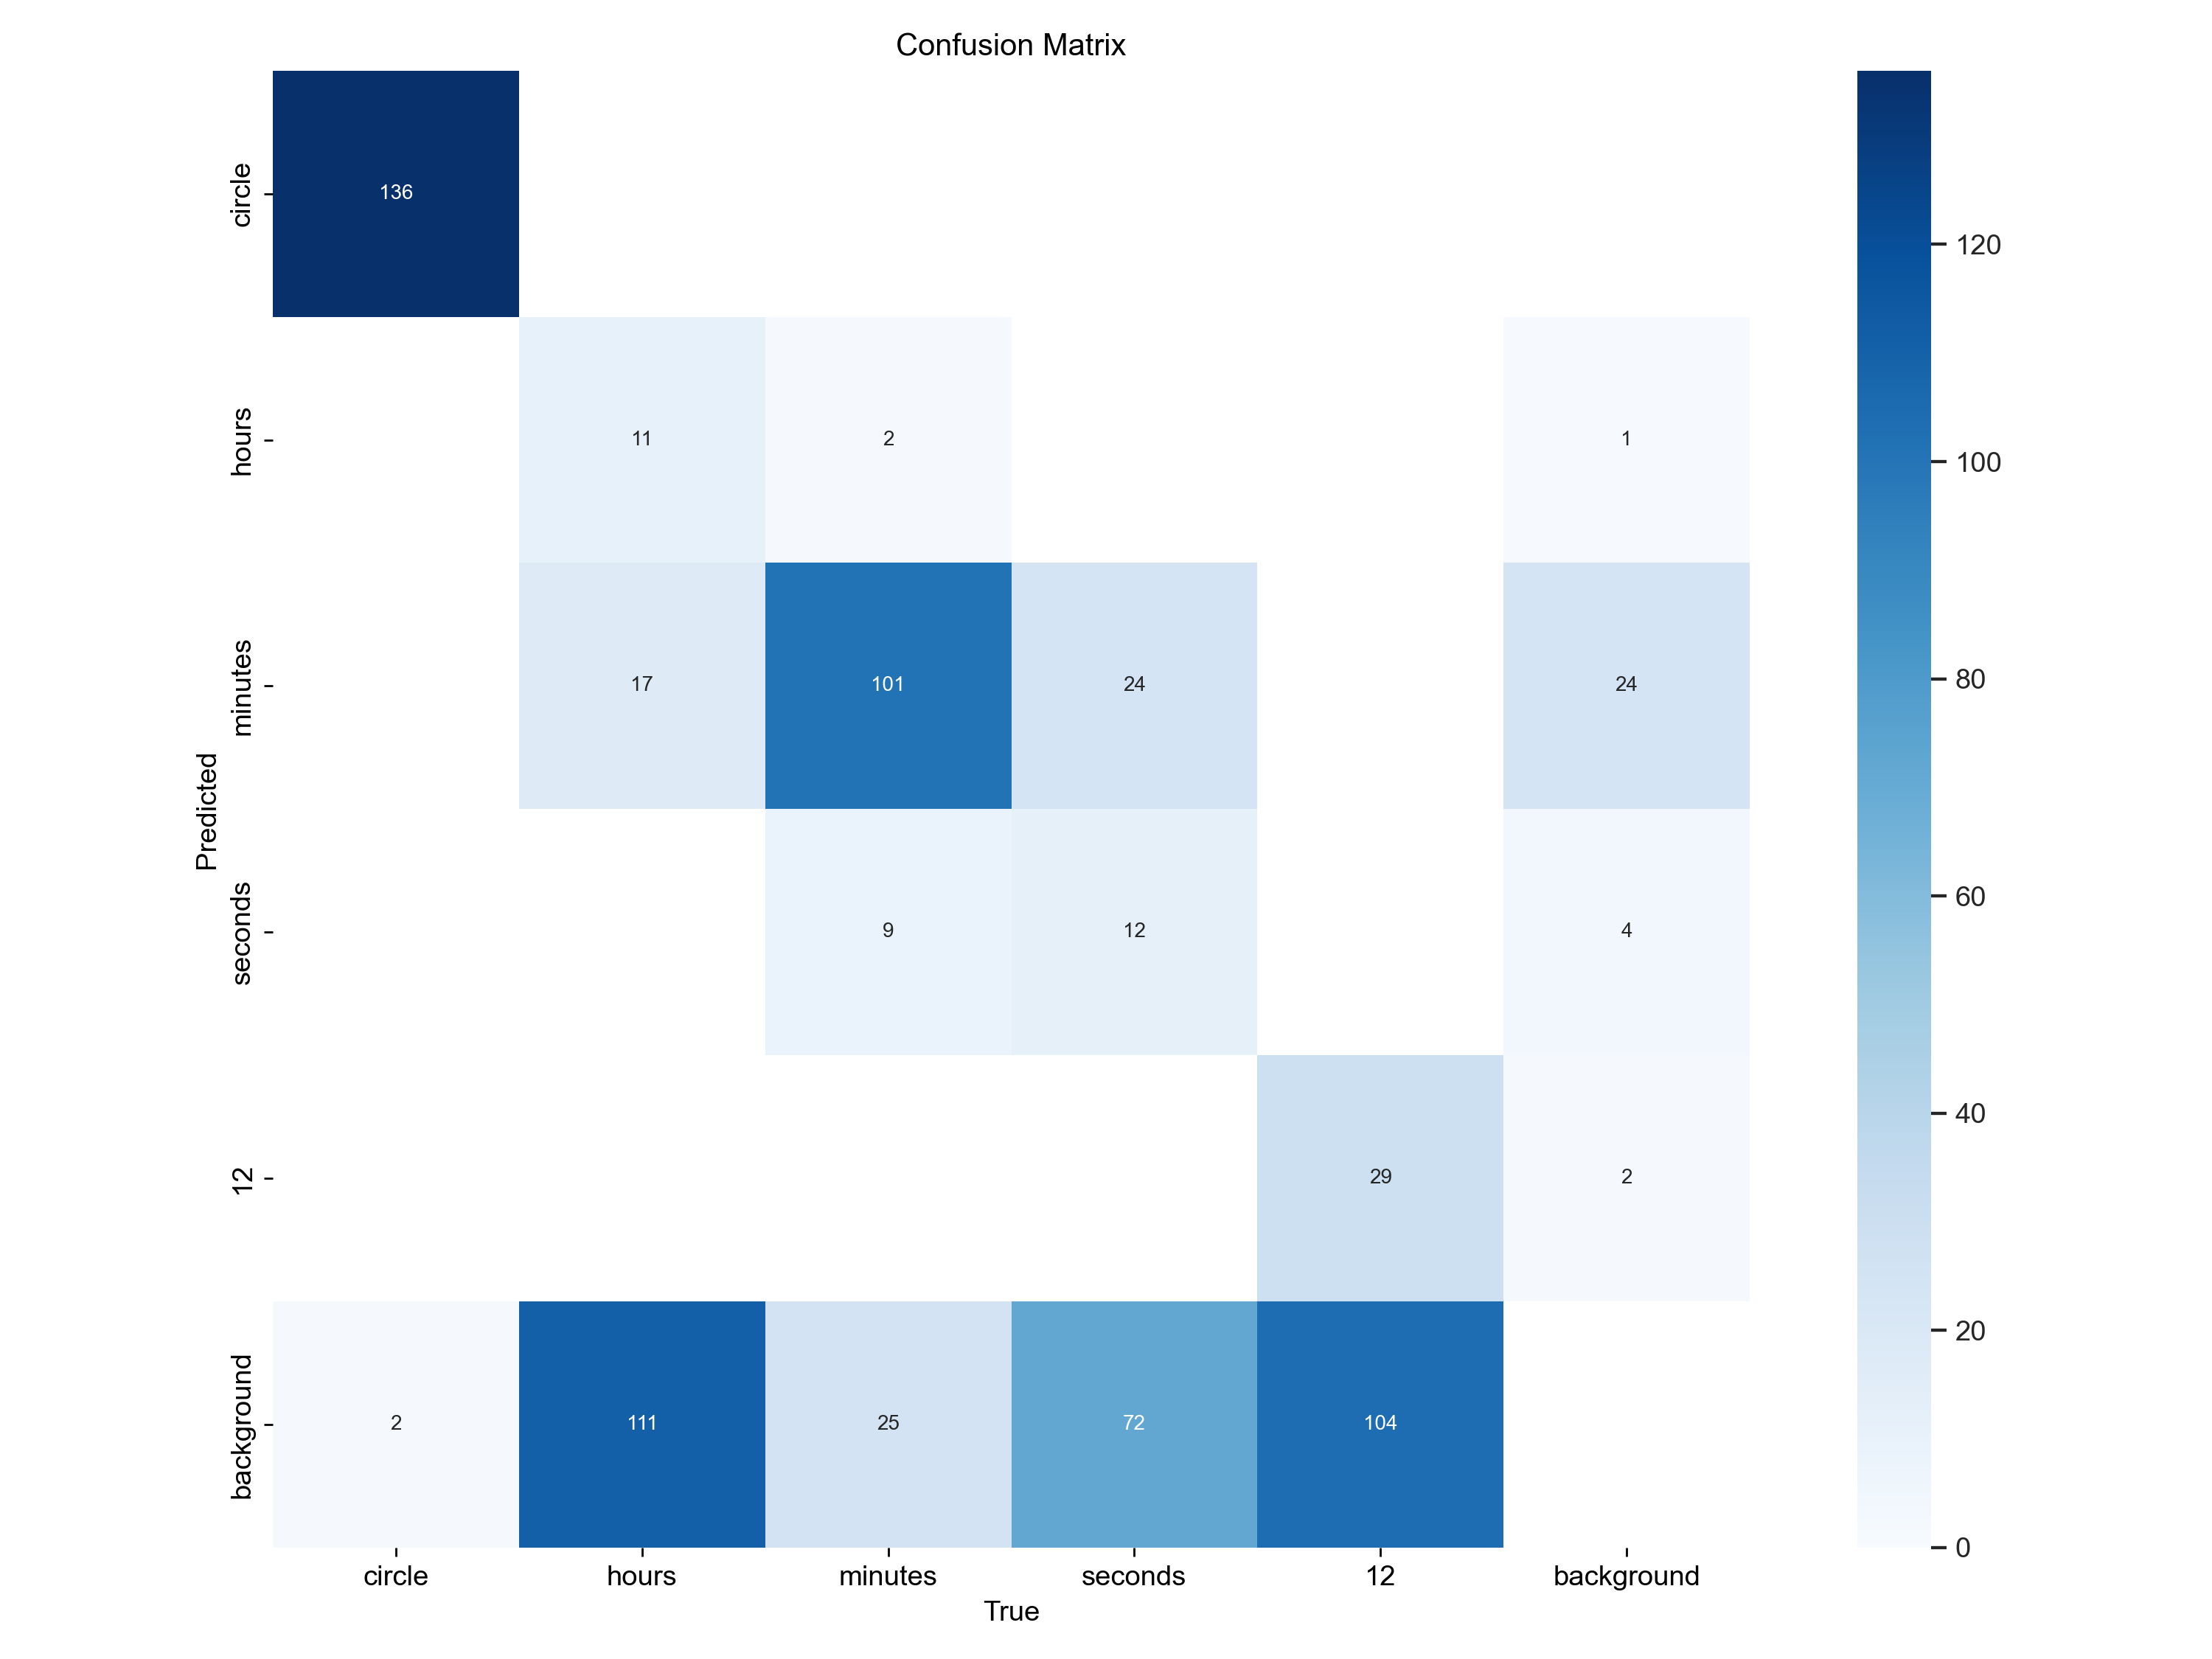 Confusion Matrix
circle
136
120
hours
11 2 1
100
minutes
17 101 24 24
80
Predicted
seconds
9 12 4
60
12
29 2
40
20
background
2 111 25 72 104
0
circle hours minutes seconds 12 background
True